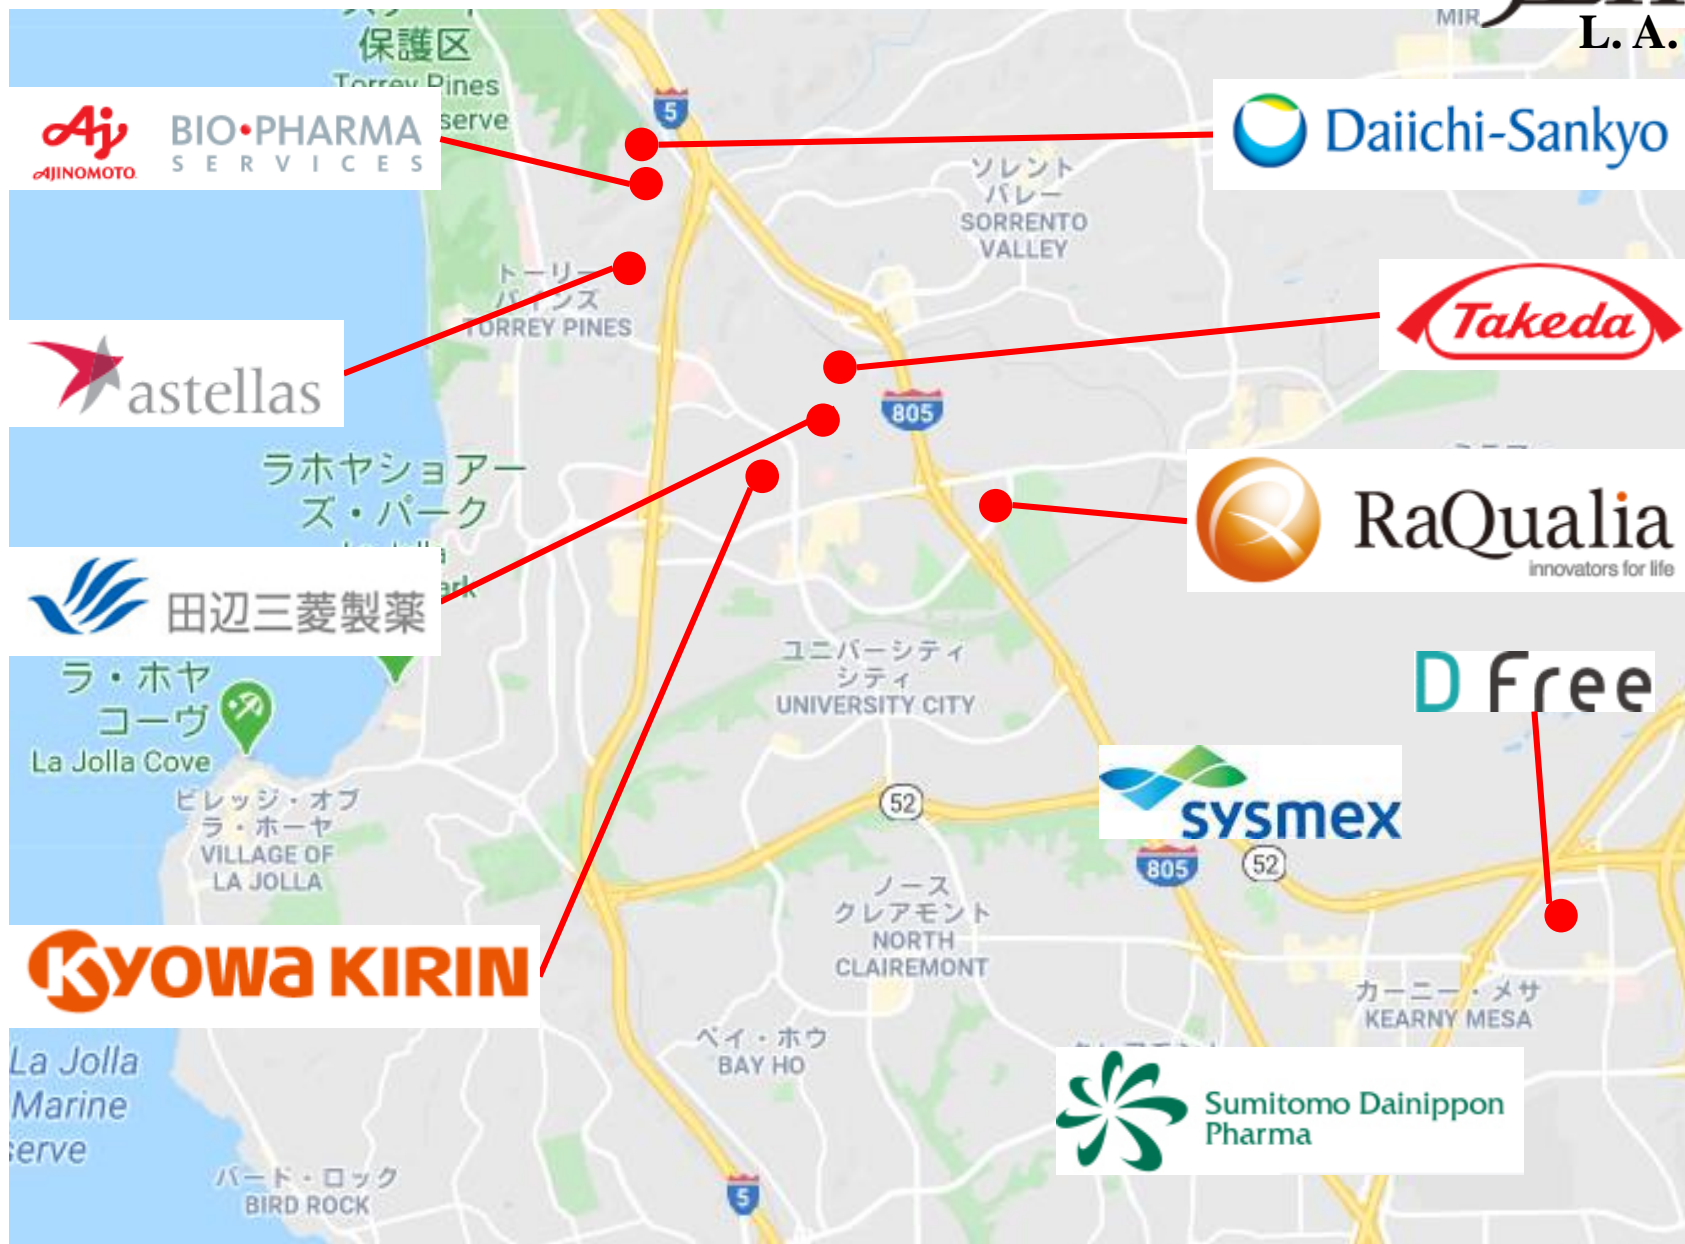 L. A.
MIR
保護区
Torrey Pines
serve
5
AJINOMOTO
BIO•PHARMA
SERVICES
Daiichi-Sankyo
ソレント
バレー
SORRENTO
VALLEY
トーリー
パインズ
TORREY PINES
Takeda
astellas
805
ラホヤショアー
ズ・パーク
RaQualia
innovators for life
田辺三菱製薬
ark
ユニバーシティ
シティ
UNIVERSITY CITY
D Free
ラ・ホヤ
コーヴ
La Jolla Cove
sysmex
ビレッジ・オブ
ラ・ホーヤ
VILLAGE OF
LA JOLLA
52
805
52
ノース
クレアモント
NORTH
CLAIREMONT
KYOWA KIRIN
カーニー・メサ
KEARNY MESA
ベイ・ホウ
BAY HO
La Jolla
Marine
serve
Sumitomo Dainippon
Pharma
バード・ロック
BIRD ROCK
5